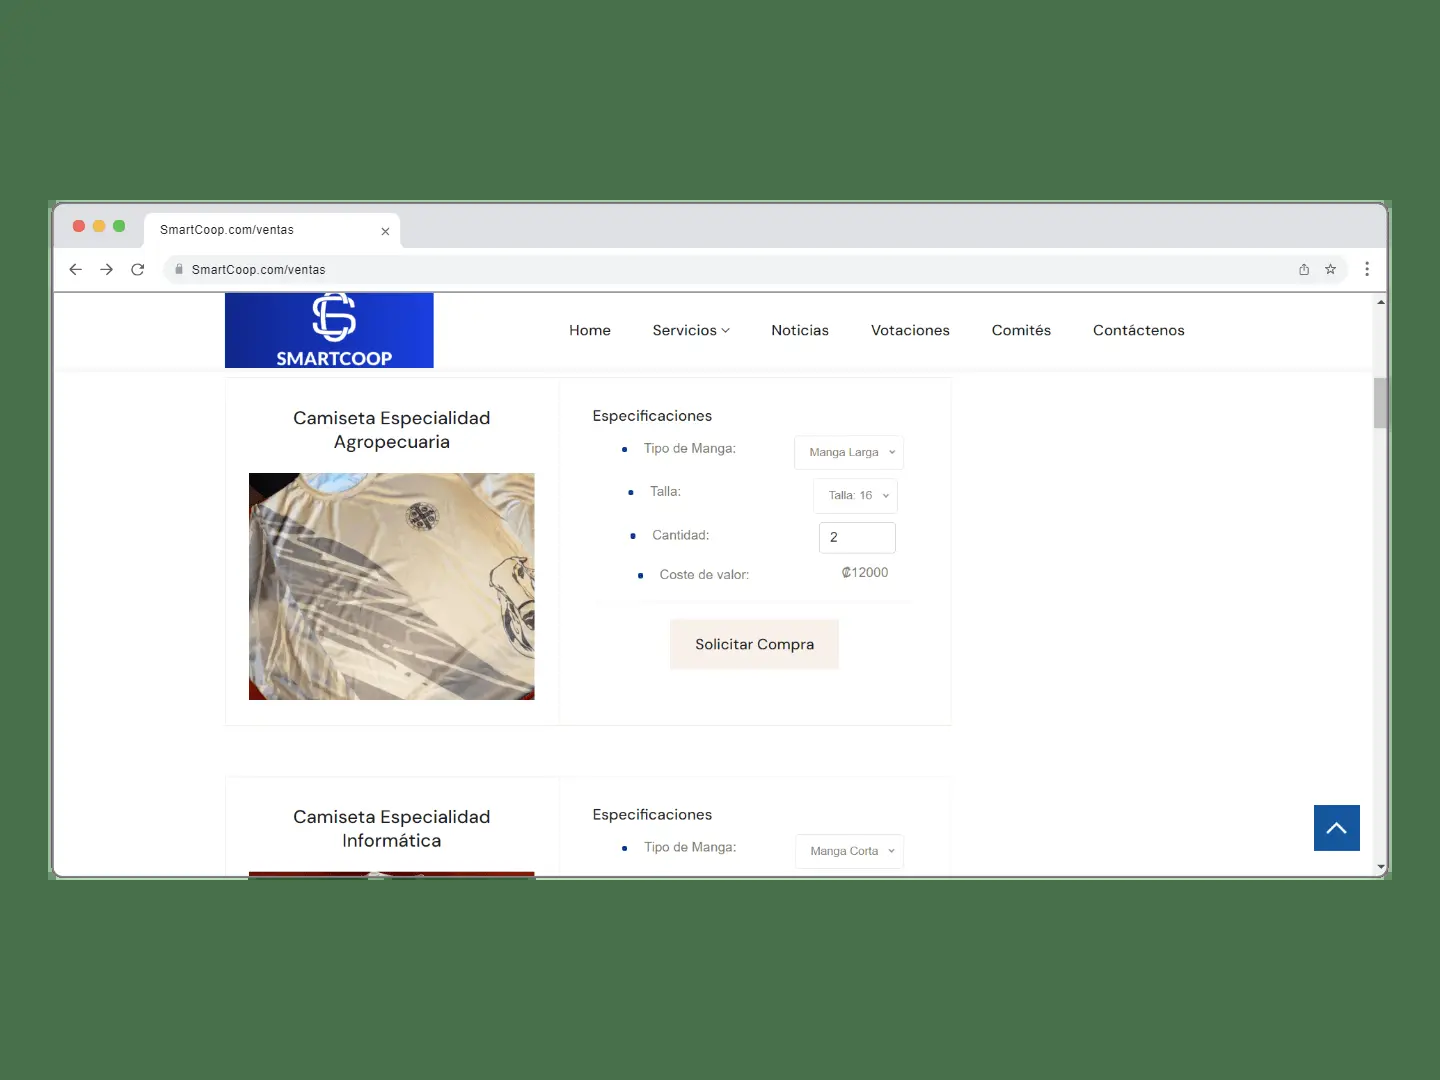 SmartCoop.com/ventas
SmartCoop.com/ventas
SMARTCOOP
Home
Servicios
Noticias
Votaciones
Comités
Contáctenos
Camiseta Especialidad
Agropecuaria
Especificaciones
Tipo de Manga:
Manga Larga
Talla:
Talla: 16
Cantidad:
2
Coste de valor:
₡12000
Solicitar Compra
Camiseta Especialidad
Informática
Especificaciones
Tipo de Manga:
Manga Corta